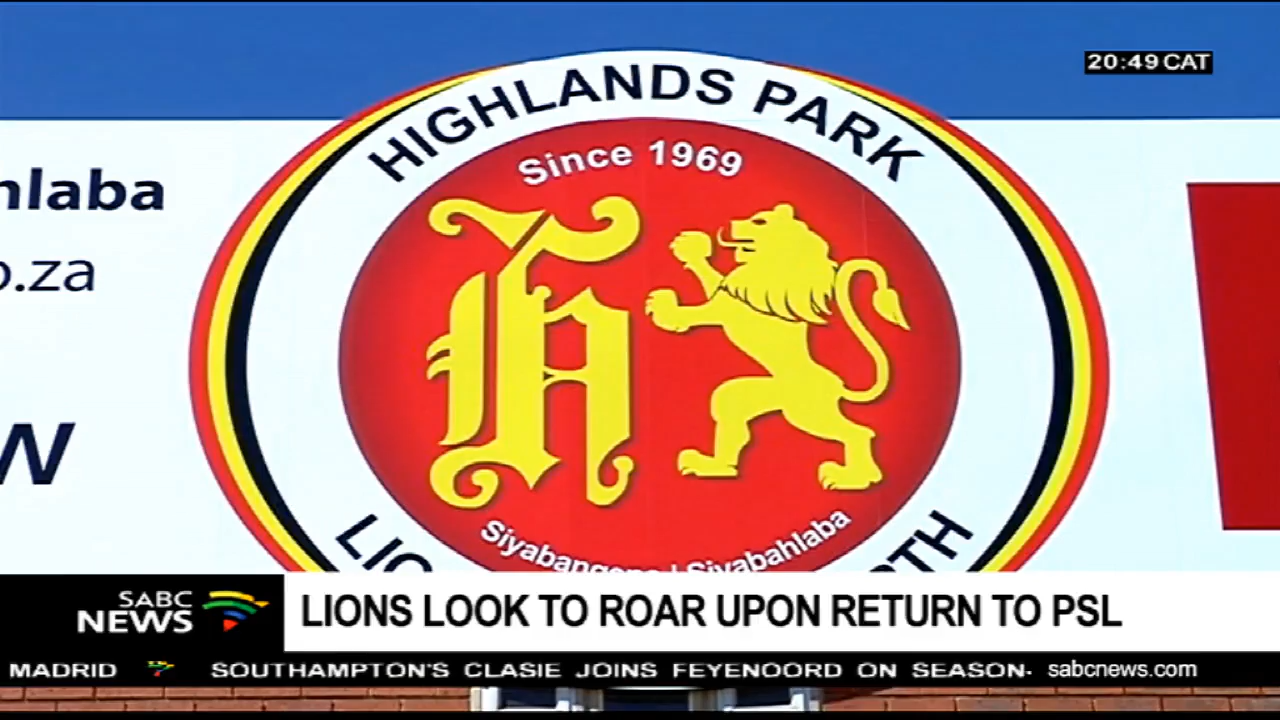 20:49 CAT
HIGHLANDS PARK
Since 1969
hlaba
o.za
W
Siyabahlaba
SABC
NEWS
LIONS LOOK TO ROAR UPON RETURN TO PSL
MADRID SOUTHAMPTON'S CLASIE JOINS FEYENOORD ON SEASON- sabcnews.com